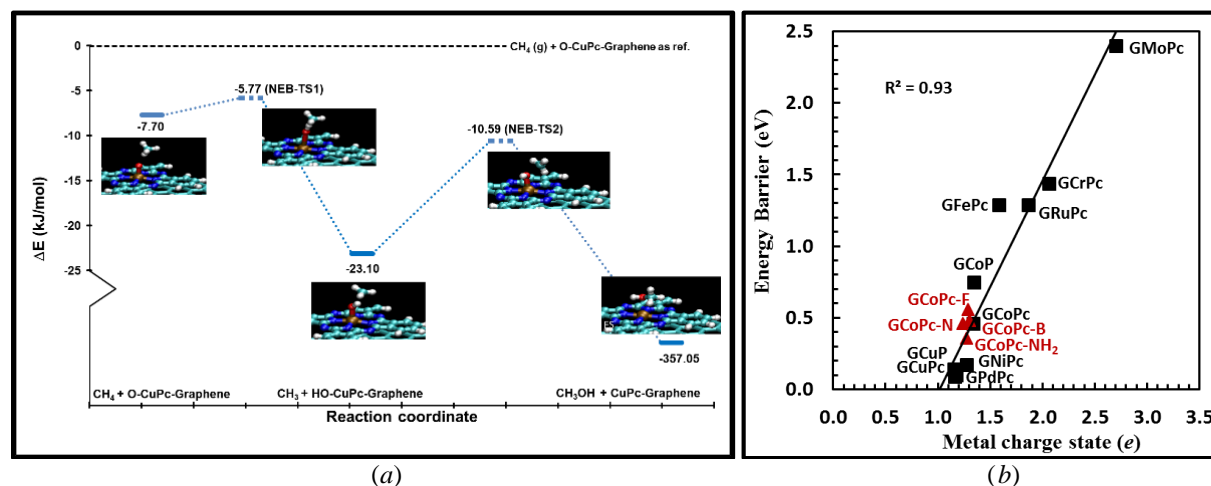 0
-5
-10
-15
-20
-25
ΔE (kJ/mol)
CH₄ (g) + O-CuPc-Graphene as ref.
-5.77 (NEB-TS1)
-7.70
-10.59 (NEB-TS2)
-23.10
-357.05
CH₄ + O-CuPc-Graphene
CH₃ + HO-CuPc-Graphene
CH₃OH + CuPc-Graphene
Reaction coordinate
(a)
2.5
2.0
1.5
1.0
0.5
0.0
Energy Barrier (eV)
R² = 0.93
GMoPc
GCrPc
GFePc
GRuPc
GCoP
GCoPc-F
GCoPc
GCoPc-N
GCoPc-B
GCoPc-NH₂
GCuP
GNiPc
GCuPc
GPdPc
0.0 0.5 1.0 1.5 2.0 2.5 3.0 3.5
Metal charge state (e)
(b)